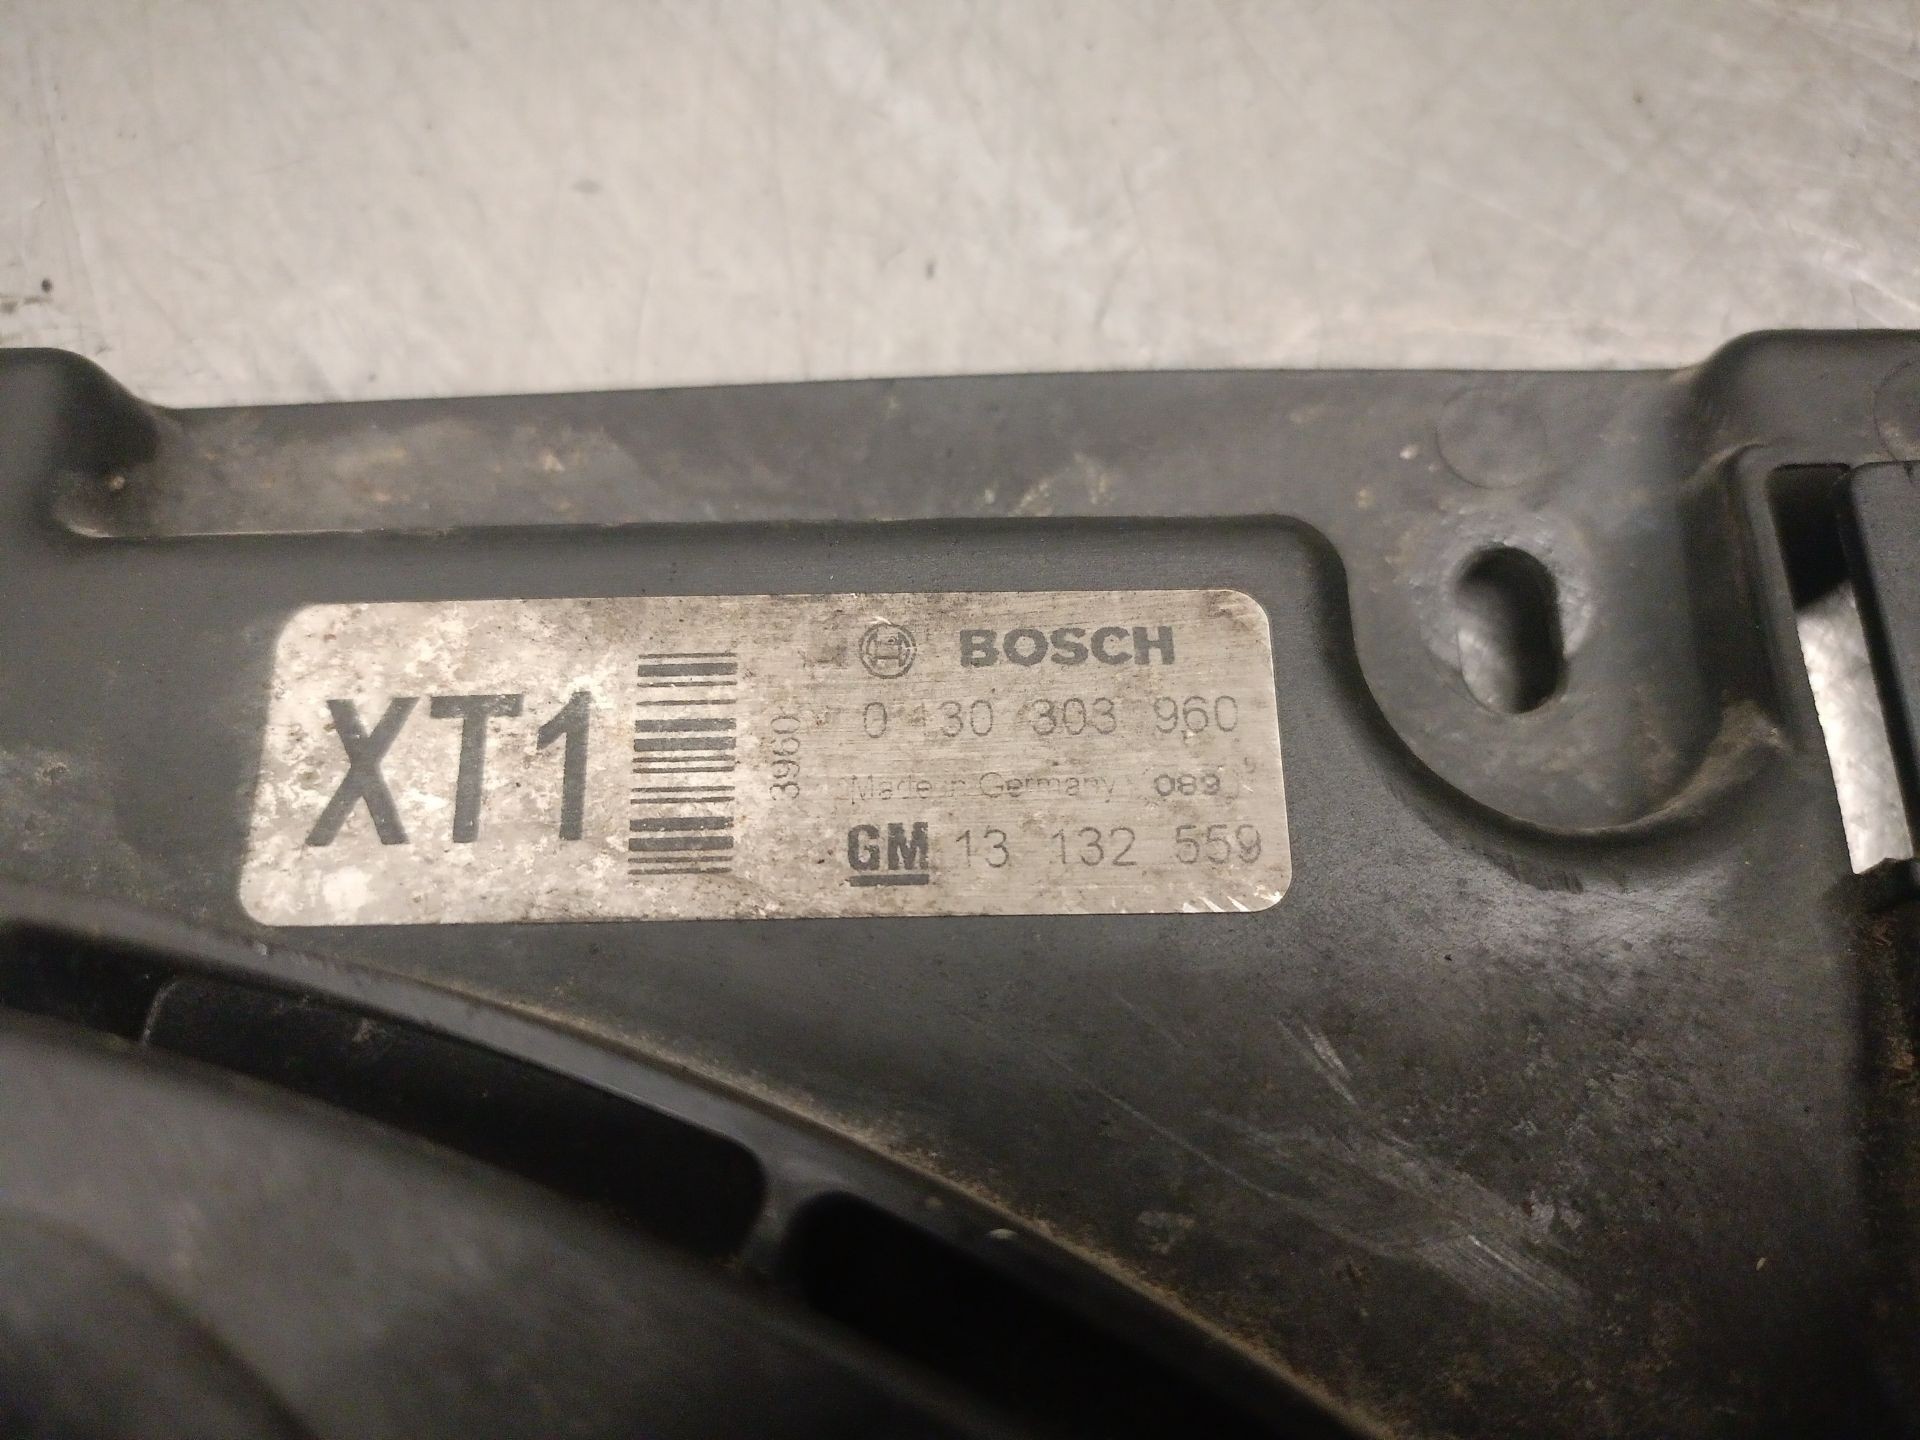 XT1
3960
BOSCH
0 130 303 960
Made in Germany 089
GM 13 132 559